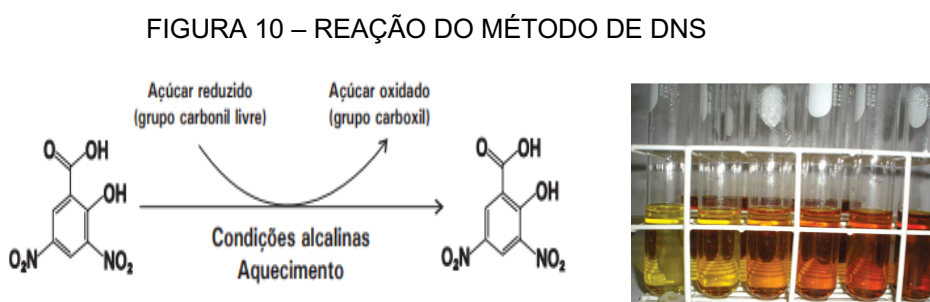 FIGURA 10 – REAÇÃO DO MÉTODO DE DNS
Açúcar reduzido
(grupo carbonil livre)
Açúcar oxidado
(grupo carboxil)
O OH
OH
O₂N NO₂
Condições alcalinas
Aquecimento
O OH
OH
O₂N NO₂